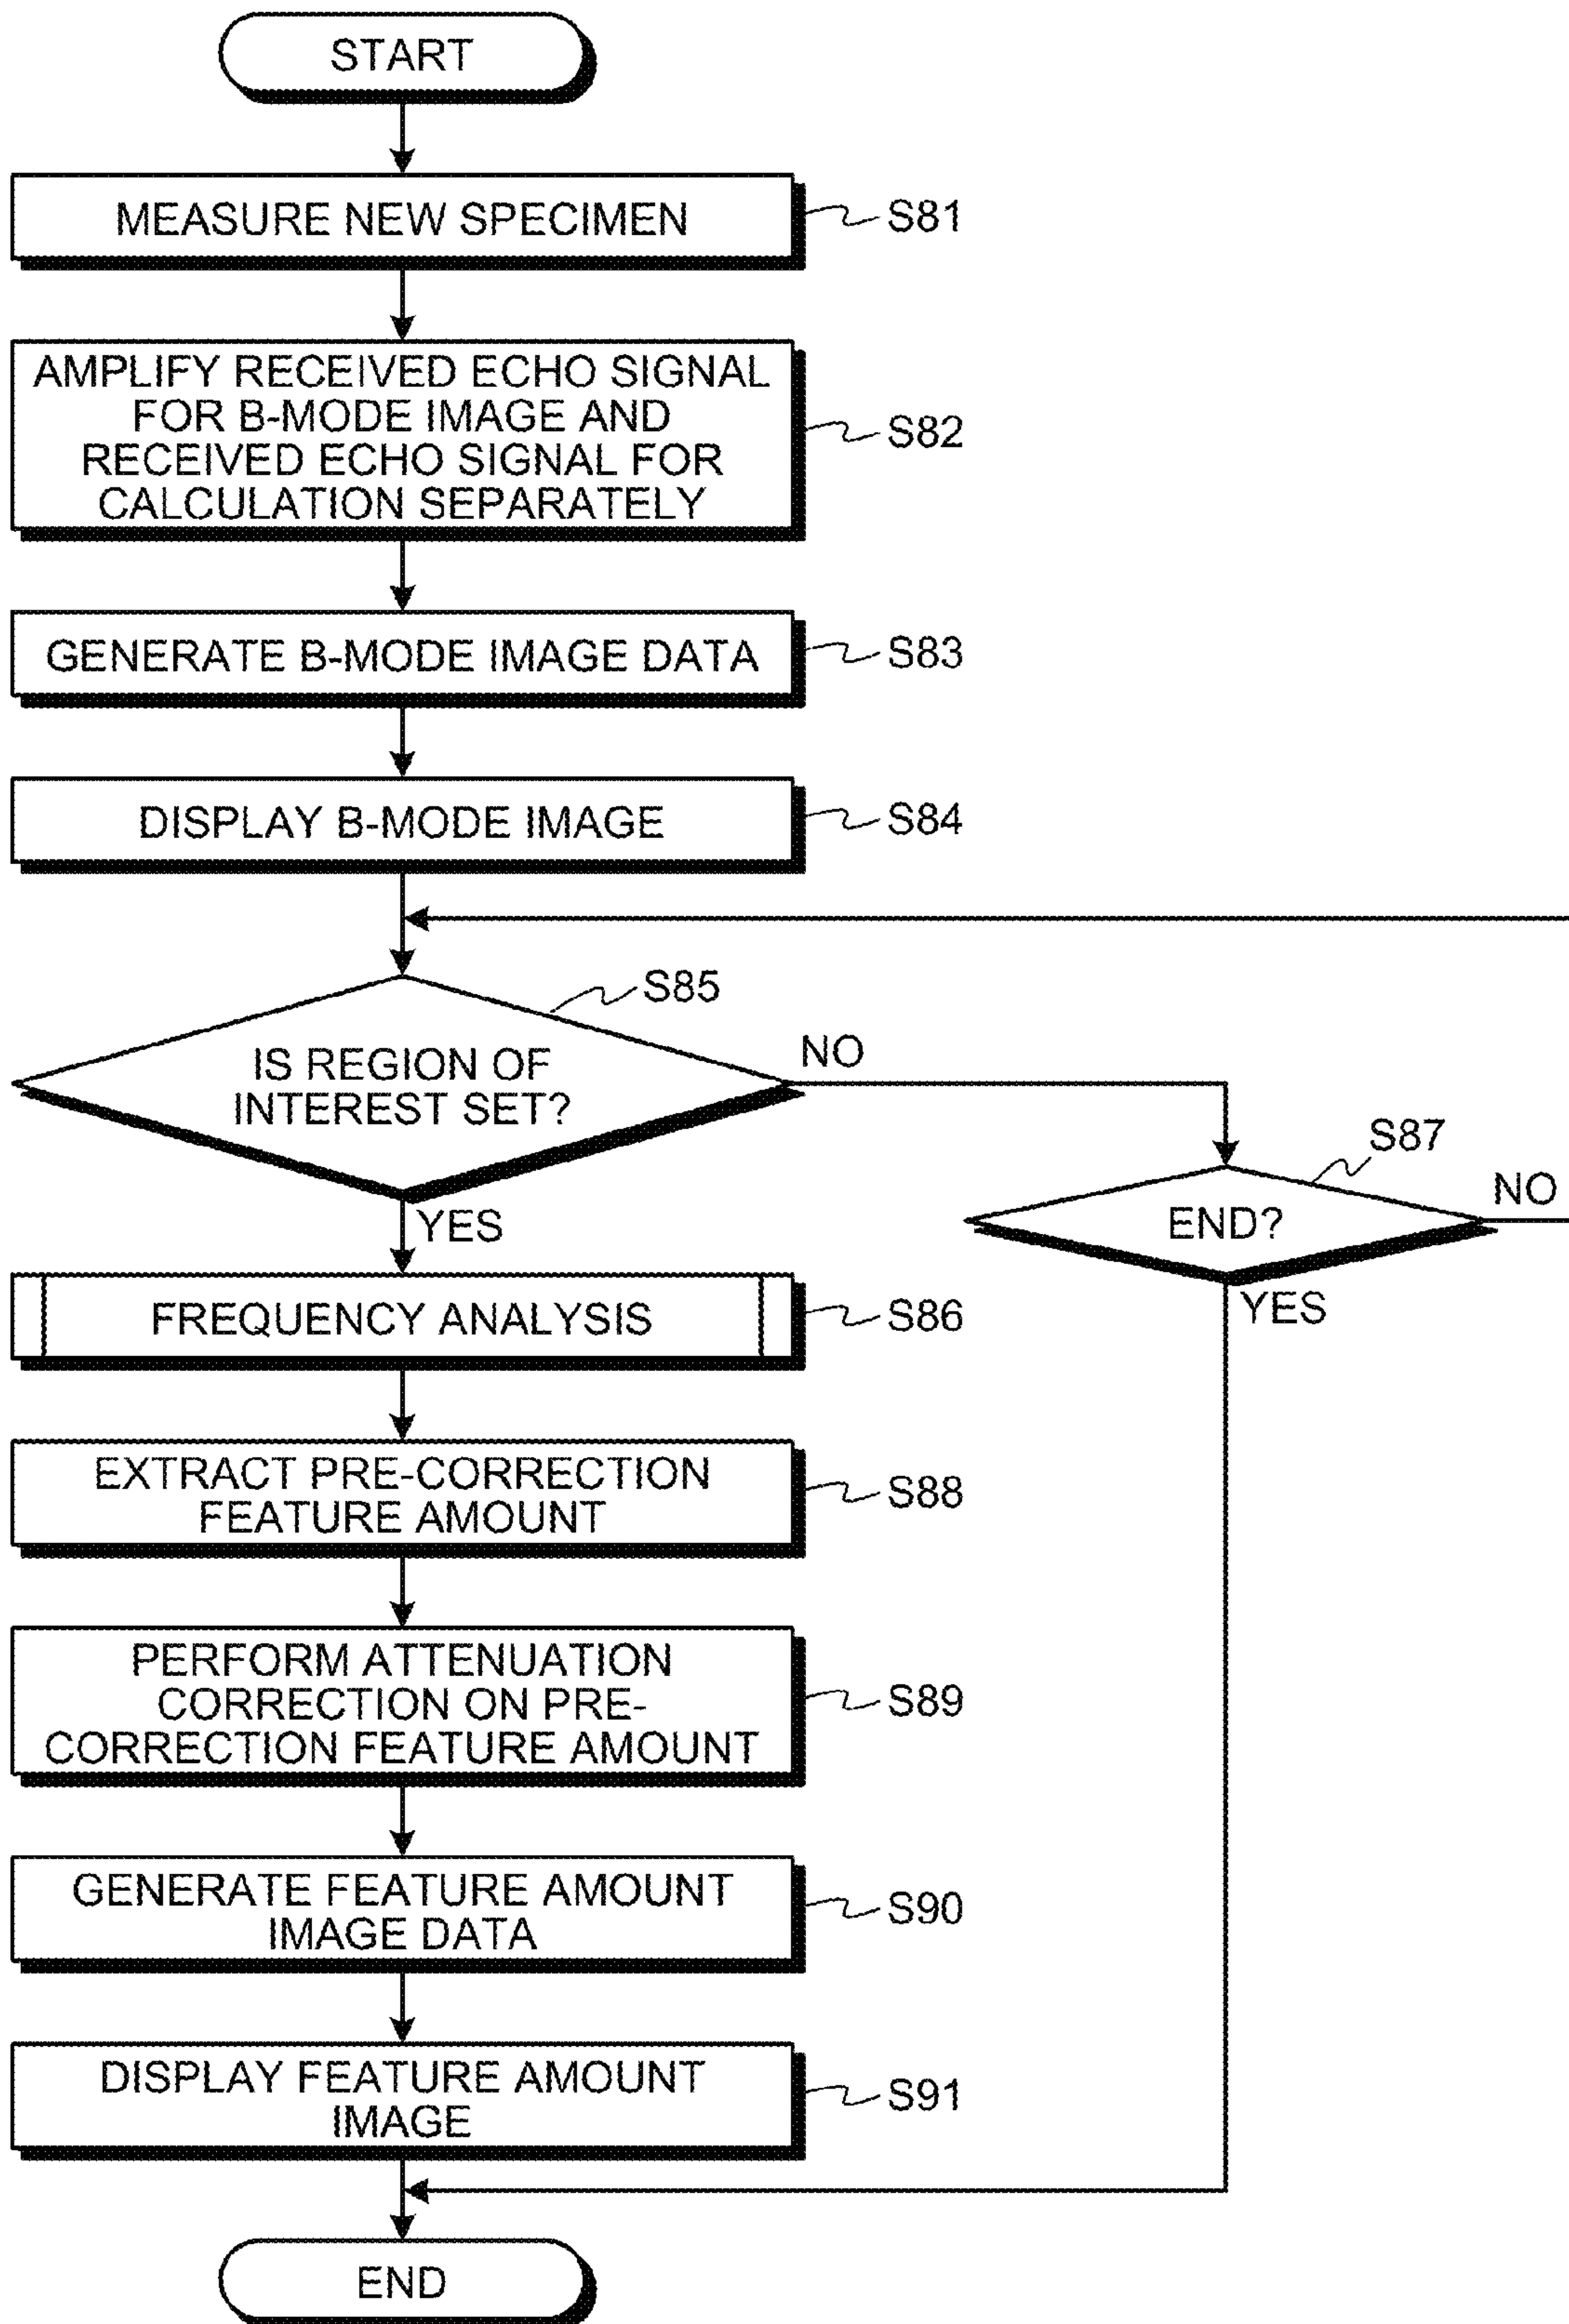 START
MEASURE NEW SPECIMEN
S81
AMPLIFY RECEIVED ECHO SIGNAL
FOR B-MODE IMAGE AND
RECEIVED ECHO SIGNAL FOR
CALCULATION SEPARATELY
S82
GENERATE B-MODE IMAGE DATA
S83
DISPLAY B-MODE IMAGE
S84
S85
IS REGION OF
INTEREST SET?
NO
YES
S87
END?
NO
YES
FREQUENCY ANALYSIS
S86
EXTRACT PRE-CORRECTION
FEATURE AMOUNT
S88
PERFORM ATTENUATION
CORRECTION ON PRE-
CORRECTION FEATURE AMOUNT
S89
GENERATE FEATURE AMOUNT
IMAGE DATA
S90
DISPLAY FEATURE AMOUNT
IMAGE
S91
END